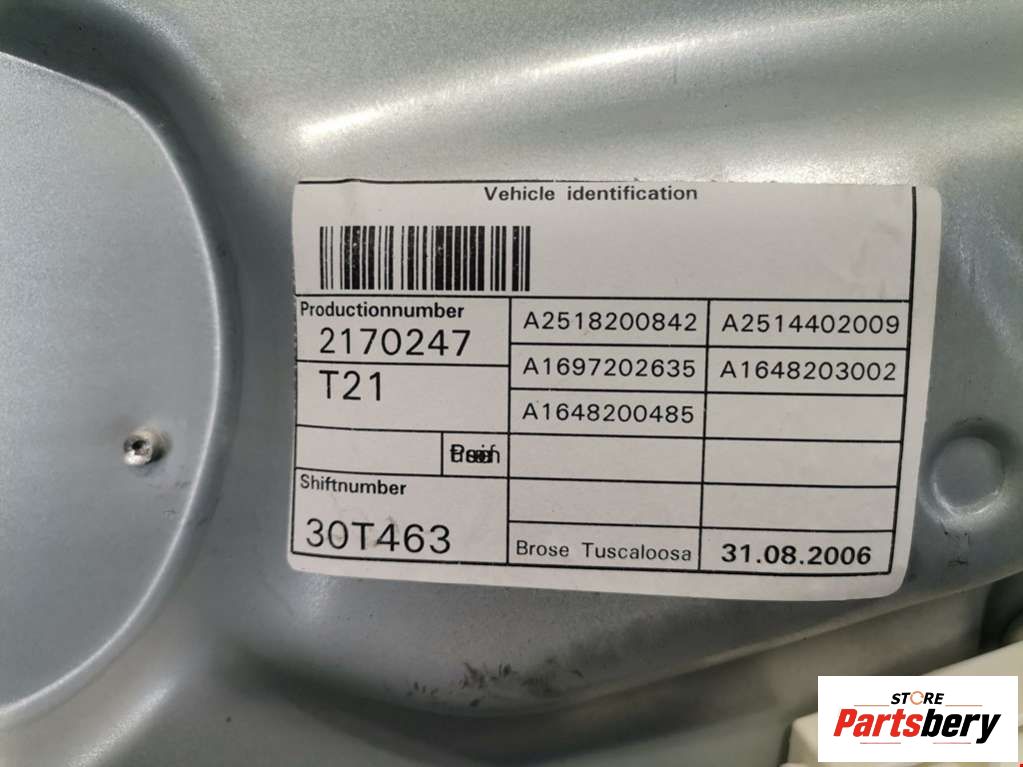 Vehicle identification
Productionnumber
2170247
T21
A2518200842 A2514402009
A1697202635 A1648203002
A1648200485
Shiftnumber
30T463
Brose Tuscaloosa 31.08.2006
STORE
Partsbery